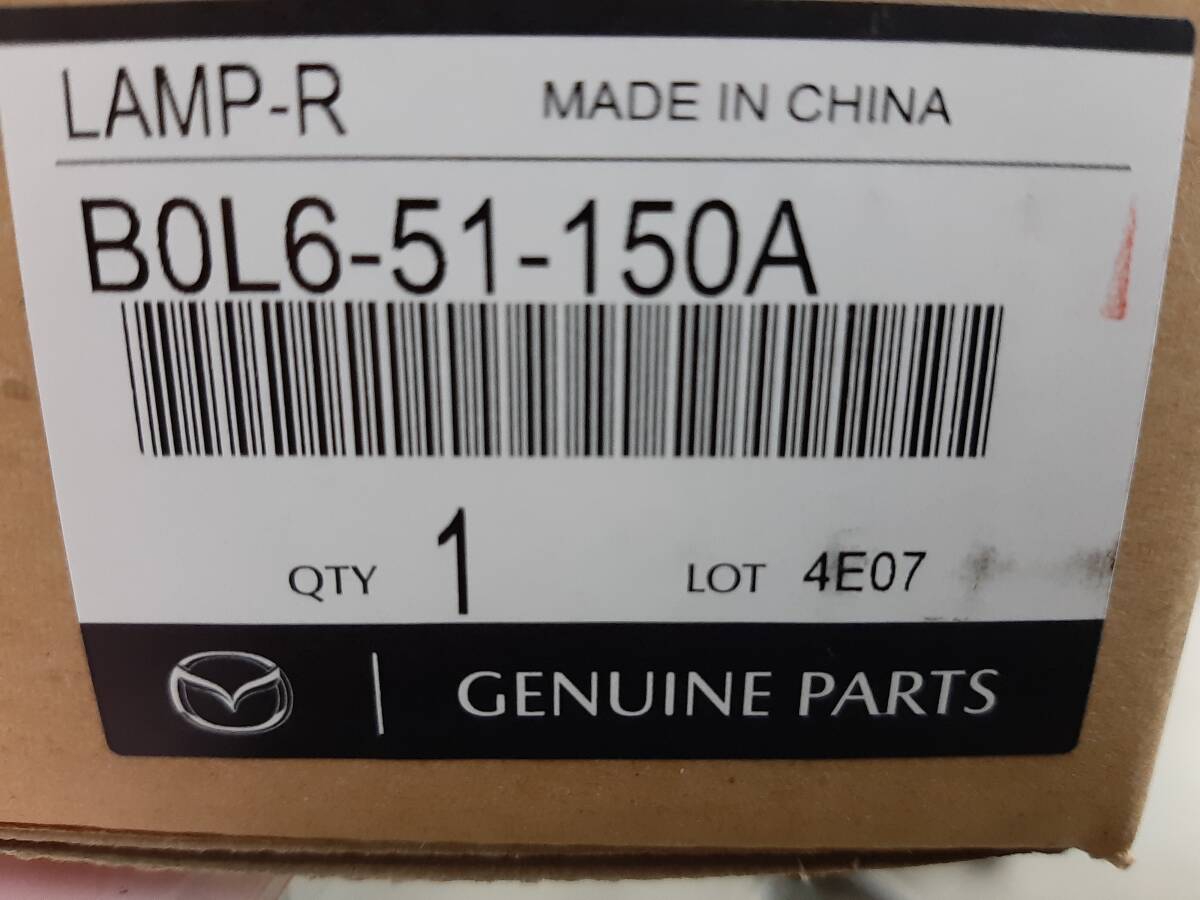 LAMP-R MADE IN CHINA
B0L6-51-150A
QTY 1 LOT 4E07
GENUINE PARTS